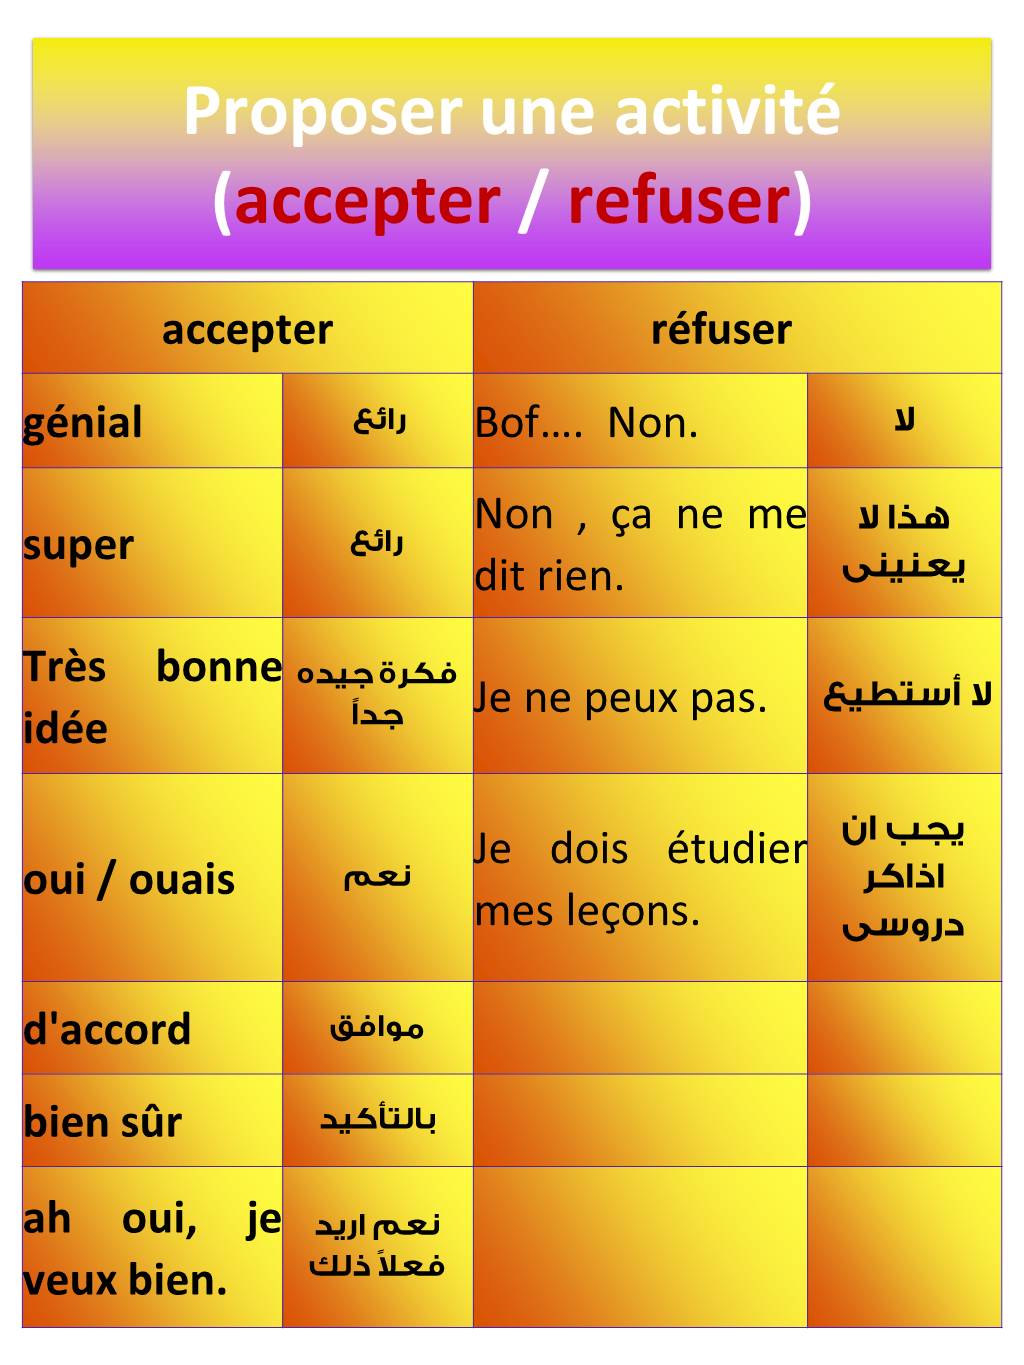 Proposer une activité
(accepter / refuser)
accepter
réfuser
génial
رائع
Bof.... Non.
لا
super
رائع
Non , ça ne me
dit rien.
هذا لا
يعنينى
Très bonne
idée
فكرة جيده
جداً
Je ne peux pas.
لا أستطيع
oui / ouais
نعم
Je dois étudier
mes leçons.
يجب ان
اذاكر
دروسى
d'accord
موافق
bien sûr
بالتأكيد
ah oui, je
veux bien.
نعم اريد
فعلاً ذلك